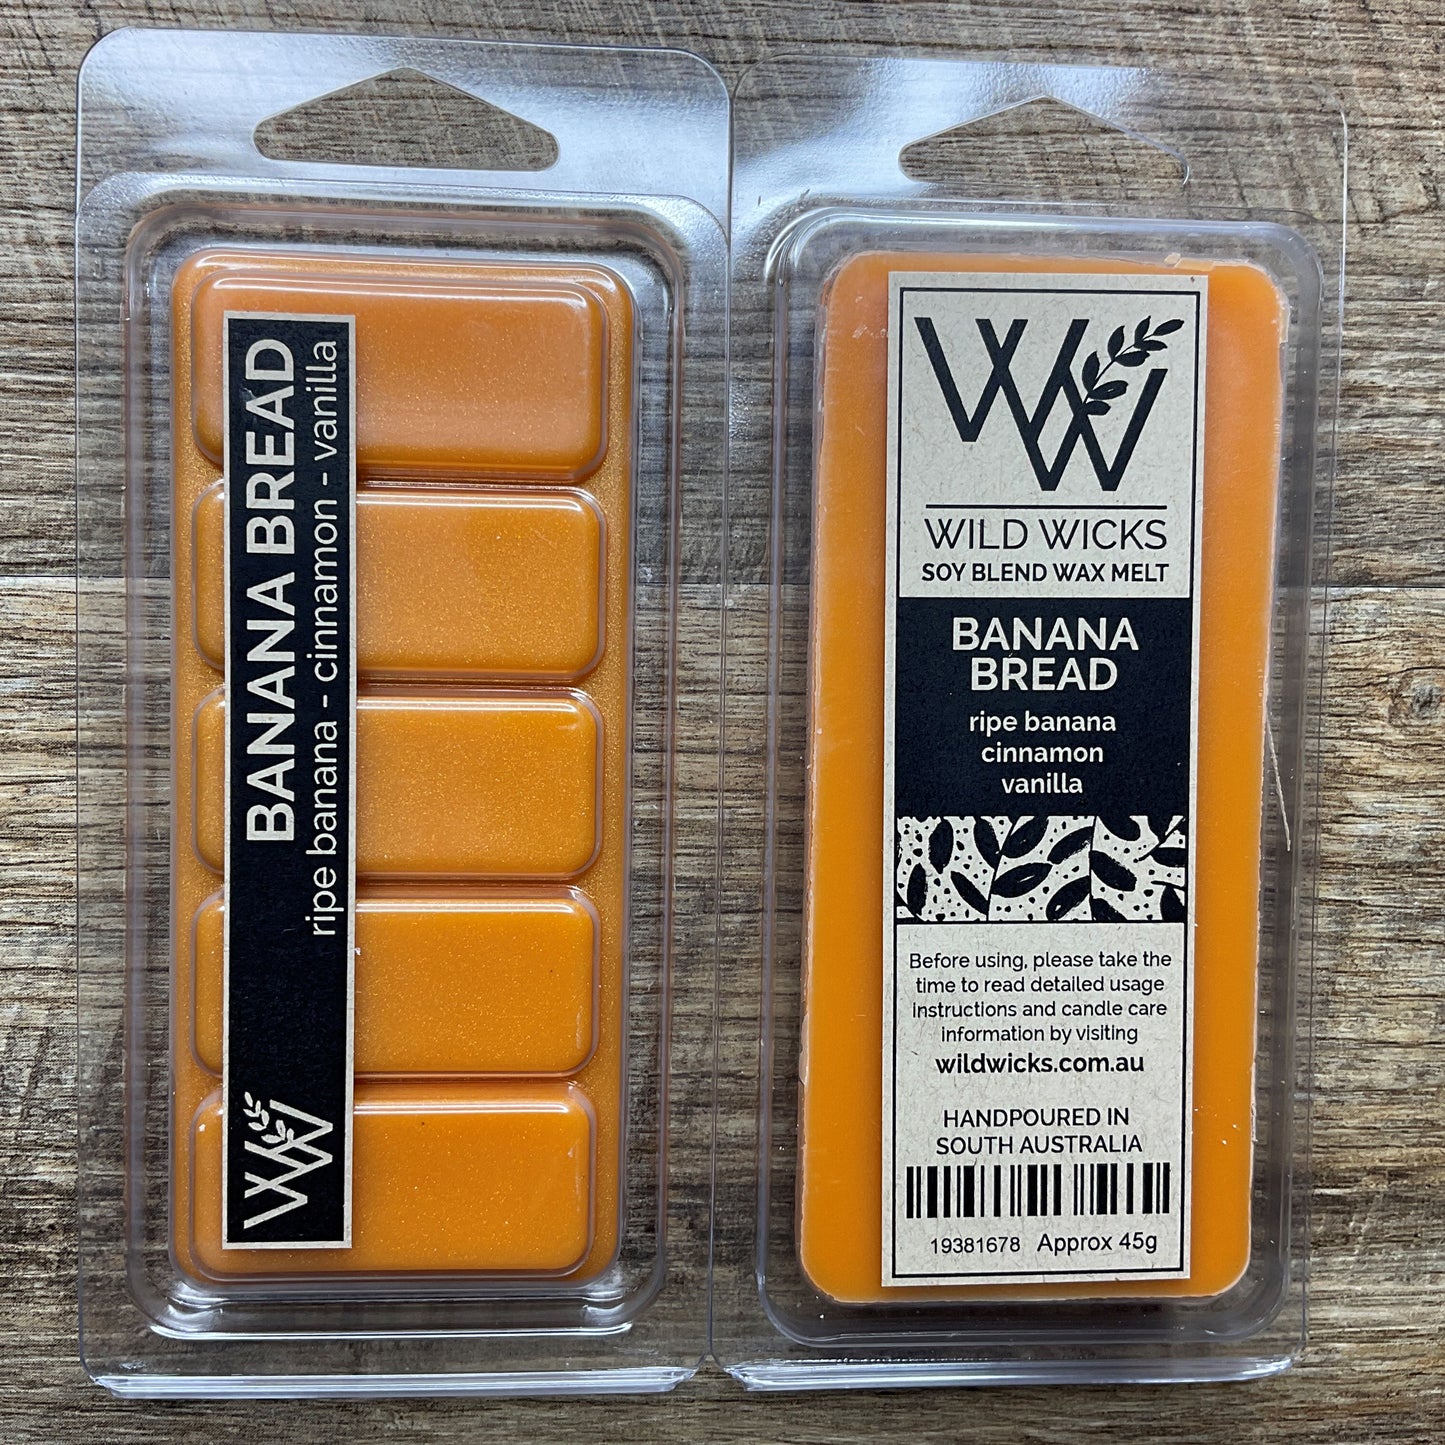 BANANA BREAD
ripe banana - cinnamon - vanilla
WW
WW
WILD WICKS
SOY BLEND WAX MELT
BANANA
BREAD
ripe banana
cinnamon
vanilla
Before using, please take the
time to read detailed usage
instructions and candle care
information by visiting
wildwicks.com.au
HANDPOURED IN
SOUTH AUSTRALIA
19381678 Approx 45g